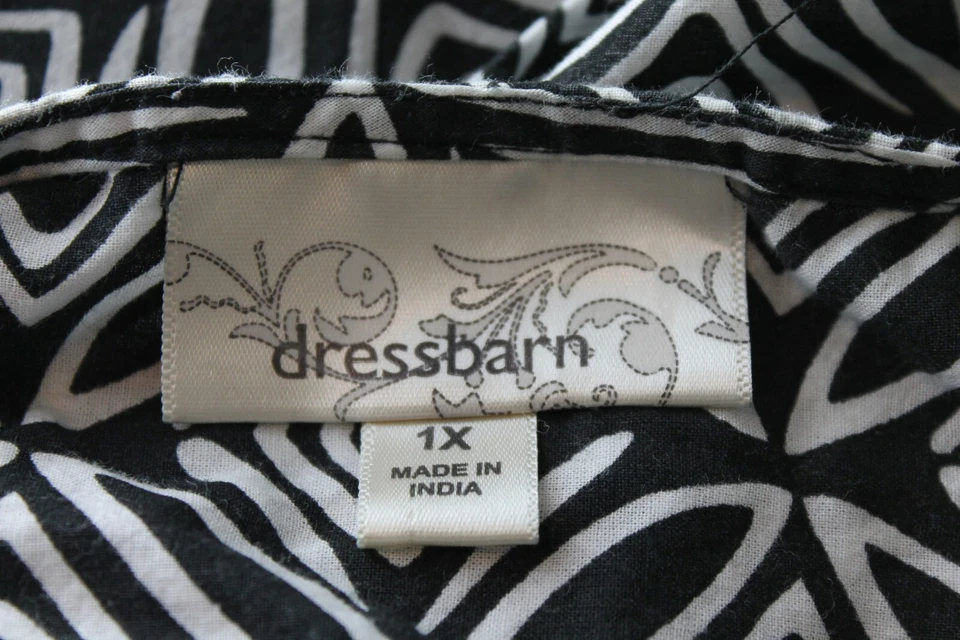 dressbarn
1X
MADE IN
INDIA